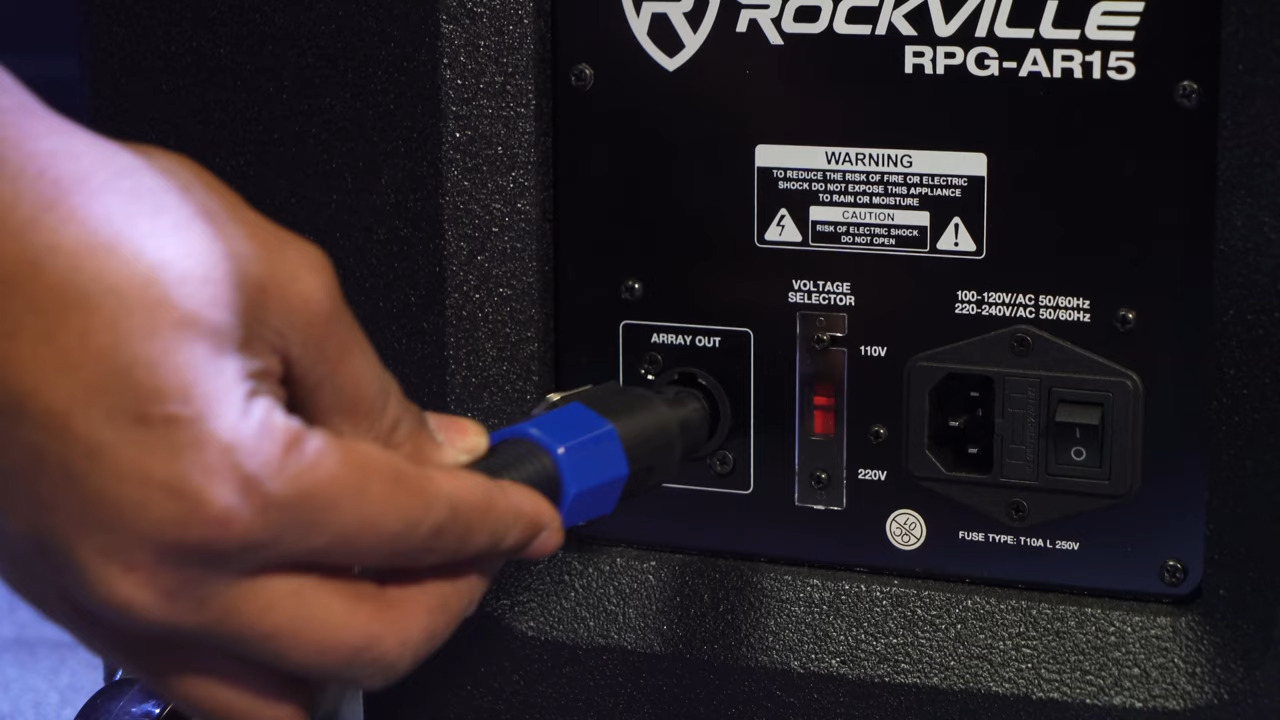 ROCKVILLE
RPG-AR15
WARNING
TO REDUCE THE RISK OF FIRE OR ELECTRIC
SHOCK DO NOT EXPOSE THIS APPLIANCE
TO RAIN OR MOISTURE
CAUTION
RISK OF ELECTRIC SHOCK
DO NOT OPEN
VOLTAGE
SELECTOR
100-120V/AC 50/60Hz
220-240V/AC 50/60Hz
ARRAY OUT
110V
220V
QC
01
FUSE TYPE: T10A L 250V